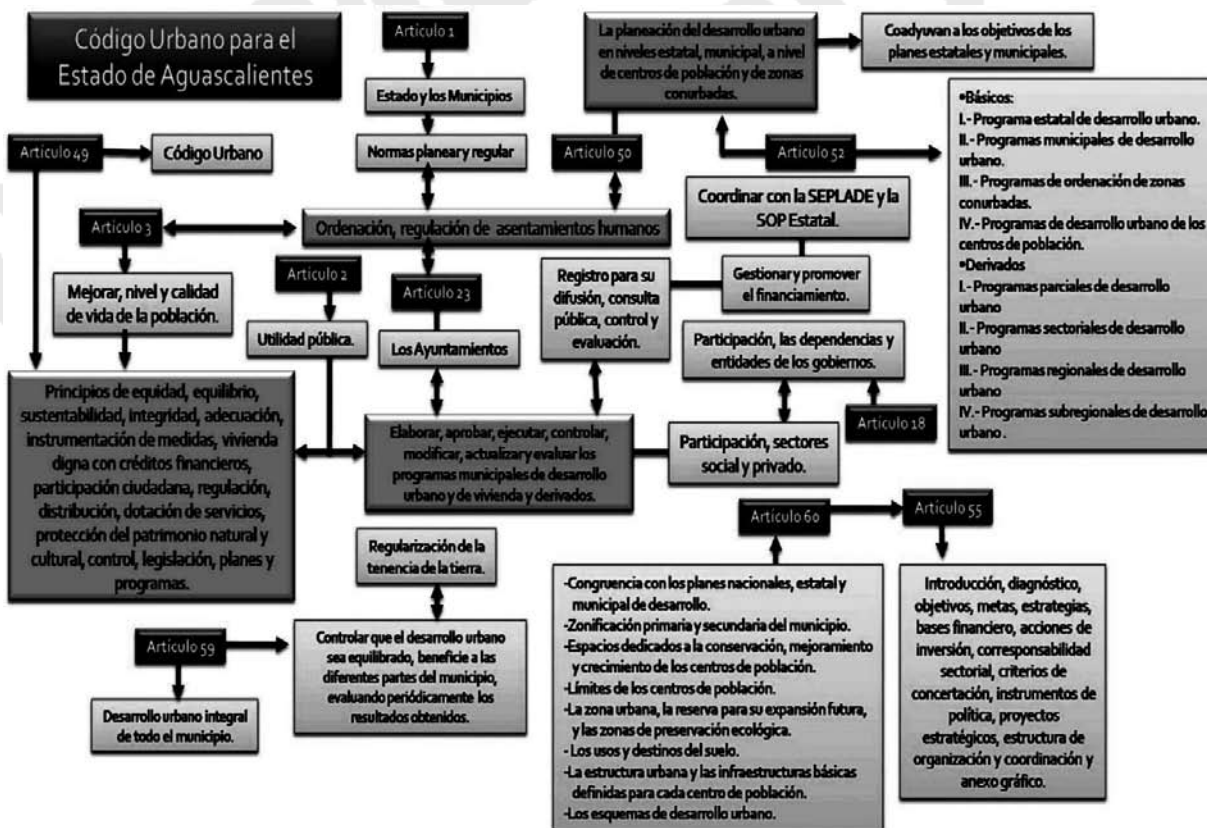 Código Urbano para el
Estado de Aguascalientes
Artículo 1
Estado y los Municipios
Normas planear y regular
La planeación del desarrollo urbano
en niveles estatal, municipal, a nivel
de centros de población y de zonas
conurbadas.
Coadyuvan a los objetivos de los
planes estatales y municipales.
Artículo 49
Código Urbano
Artículo 50
Artículo 52
•Básicos:
I.- Programa estatal de desarrollo urbano.
II.- Programas municipales de desarrollo
urbano.
III.- Programas de ordenación de zonas
conurbadas.
IV.- Programas de desarrollo urbano de los
centros de población.
•Derivados
I.- Programas parciales de desarrollo
urbano
II.- Programas sectoriales de desarrollo
urbano
III.- Programas regionales de desarrollo
urbano
IV.- Programas subregionales de desarrollo
urbano .
Coordinar con la SEPLADE y la
SOP Estatal.
Artículo 3
Ordenación, regulación de asentamientos humanos
Mejorar, nivel y calidad
de vida de la población.
Artículo 2
Utilidad pública.
Artículo 23
Los Ayuntamientos
Registro para su
difusión, consulta
pública, control y
evaluación.
Gestionar y promover
el financiamiento.
Participación, las dependencias y
entidades de los gobiernos.
Artículo 18
Principios de equidad, equilibrio,
sustentabilidad, integridad, adecuación,
instrumentación de medidas, vivienda
digna con créditos financieros,
participación ciudadana, regulación,
distribución, dotación de servicios,
protección del patrimonio natural y
cultural, control, legislación, planes y
programas.
Elaborar, aprobar, ejecutar, controlar,
modificar, actualizar y evaluar los
programas municipales de desarrollo
urbano y de vivienda y derivados.
Participación, sectores
social y privado.
Artículo 60
Artículo 55
Regularización de la
tenencia de la tierra.
Artículo 59
Controlar que el desarrollo urbano
sea equilibrado, beneficie a las
diferentes partes del municipio,
evaluando periódicamente los
resultados obtenidos.
Desarrollo urbano integral
de todo el municipio.
-Congruencia con los planes nacionales, estatal y
municipal de desarrollo.
-Zonificación primaria y secundaria del municipio.
-Espacios dedicados a la conservación, mejoramiento
y crecimiento de los centros de población.
-Límites de los centros de población.
-La zona urbana, la reserva para su expansión futura,
y las zonas de preservación ecológica.
- Los usos y destinos del suelo.
-La estructura urbana y las infraestructuras básicas
definidas para cada centro de población.
- Los esquemas de desarrollo urbano.
Introducción, diagnóstico,
objetivos, metas, estrategias,
bases financiero, acciones de
inversión, corresponsabilidad
sectorial, criterios de
concertación, instrumentos de
política, proyectos
estratégicos, estructura de
organización y coordinación y
anexo gráfico.